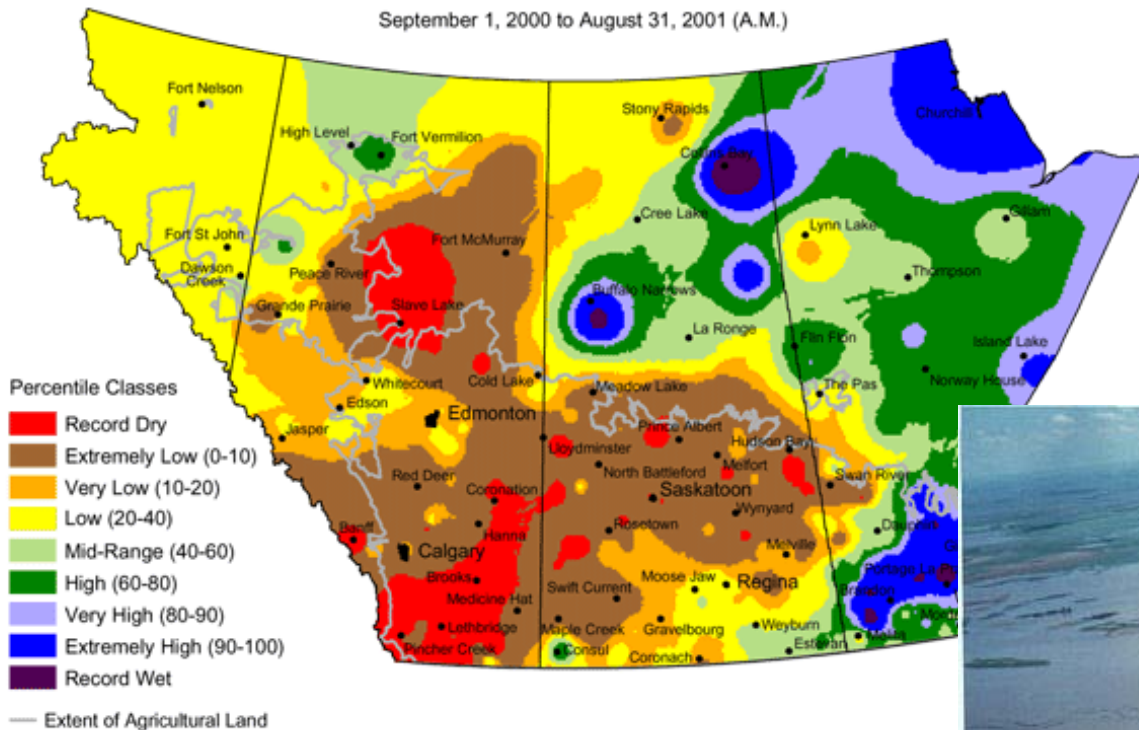 September 1, 2000 to August 31, 2001 (A.M.)
Fort Nelson
Stony Rapids
Churchill
High Level
Fort Vermilion
Collins Bay
Cree Lake
Gillam
Lynn Lake
Fort St John
Fort McMurray
Peace River
Dawson
Creek
Thompson
Buffalo Narrows
Grande Prairie
Slave Lake
La Ronge
Flin Flon
Island Lake
Norway House
Cold Lake
Meadow Lake
The Pas
Whitecourt
Edson
Edmonton
Jasper
Lloydminster
Prince Albert
Hudson Bay
North Battleford
Melfort
Swan River
Red Deer
Coronation
Saskatoon
Wynyard
Banff
Hanna
Rosetown
Dauphin
Calgary
Melville
Brooks
Swift Current
Moose Jaw
Regina
Portage La
Brandon
Medicine Hat
Lethbridge
Maple Creek
Gravelbourg
Weyburn
Melita
Pincher Creek
Consul
Coronach
Estevan
Percentile Classes
Record Dry
Extremely Low (0-10)
Very Low (10-20)
Low (20-40)
Mid-Range (40-60)
High (60-80)
Very High (80-90)
Extremely High (90-100)
Record Wet
Extent of Agricultural Land